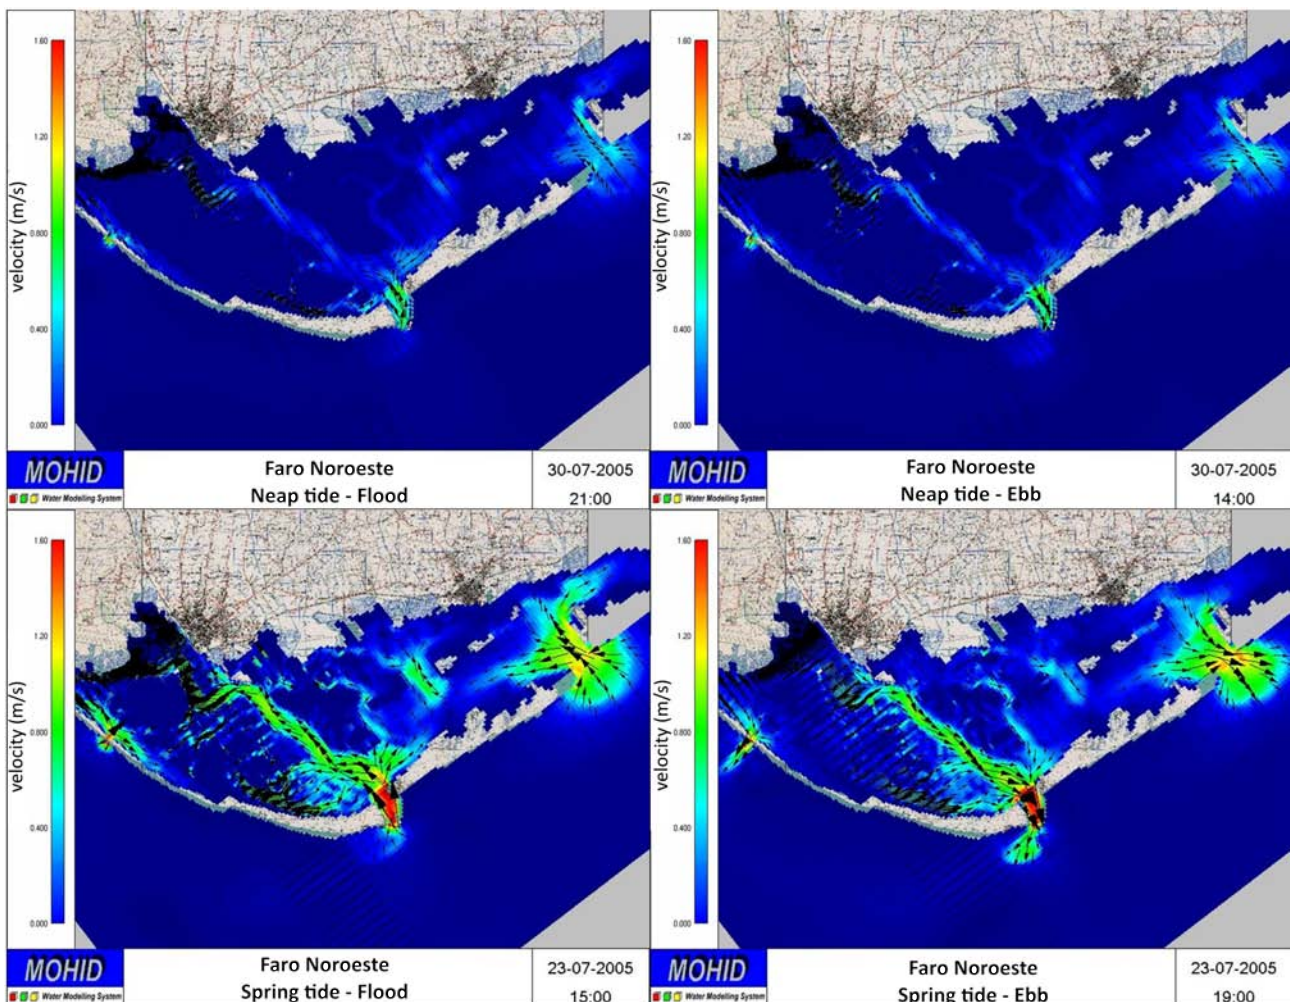 1.60
1.20
0.800
0.400
0.000
velocity (m/s)
MOHID
Water Modelling System
Faro Noroeste
Neap tide - Flood
30-07-2005
21:00
1.60
1.20
0.800
0.400
0.000
velocity (m/s)
MOHID
Water Modelling System
Faro Noroeste
Neap tide - Ebb
30-07-2005
14:00
1.60
1.20
0.800
0.400
0.000
velocity (m/s)
MOHID
Water Modelling System
Faro Noroeste
Spring tide - Flood
23-07-2005
15:00
1.60
1.20
0.800
0.400
0.000
velocity (m/s)
MOHID
Water Modelling System
Faro Noroeste
Spring tide - Ebb
23-07-2005
19:00